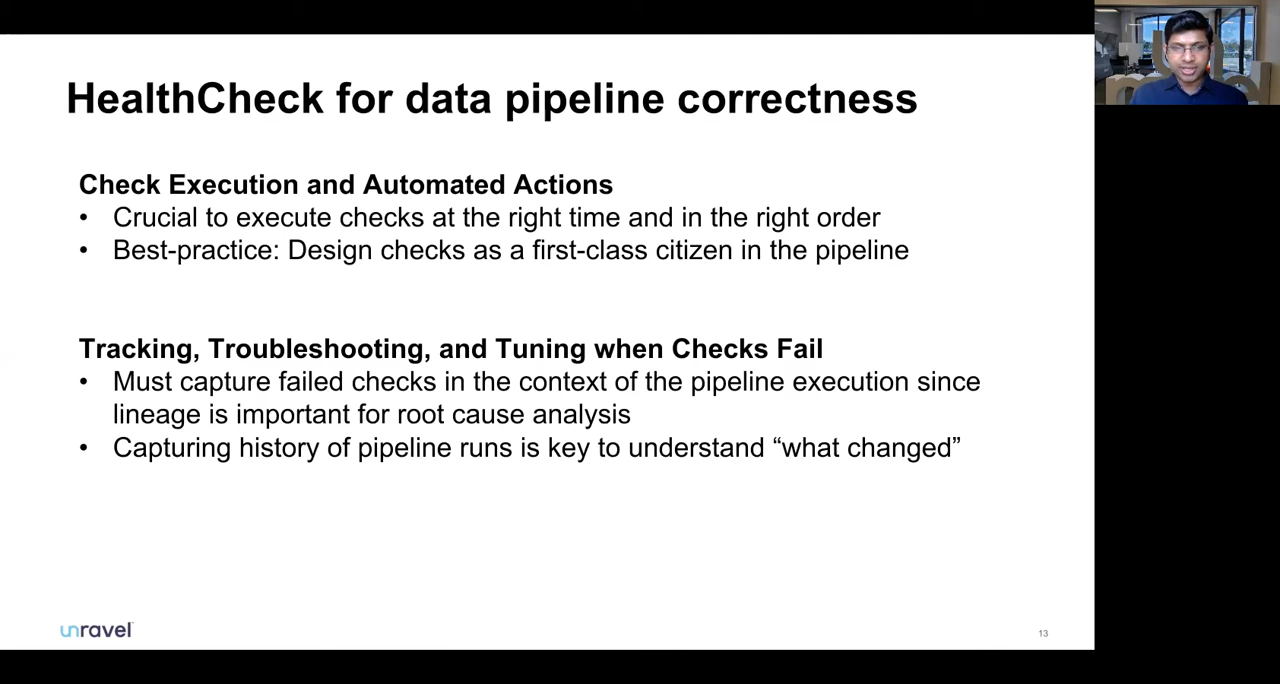 HealthCheck for data pipeline correctness
Check Execution and Automated Actions
• Crucial to execute checks at the right time and in the right order
• Best-practice: Design checks as a first-class citizen in the pipeline
Tracking, Troubleshooting, and Tuning when Checks Fail
• Must capture failed checks in the context of the pipeline execution since
lineage is important for root cause analysis
• Capturing history of pipeline runs is key to understand “what changed”
unravel
13